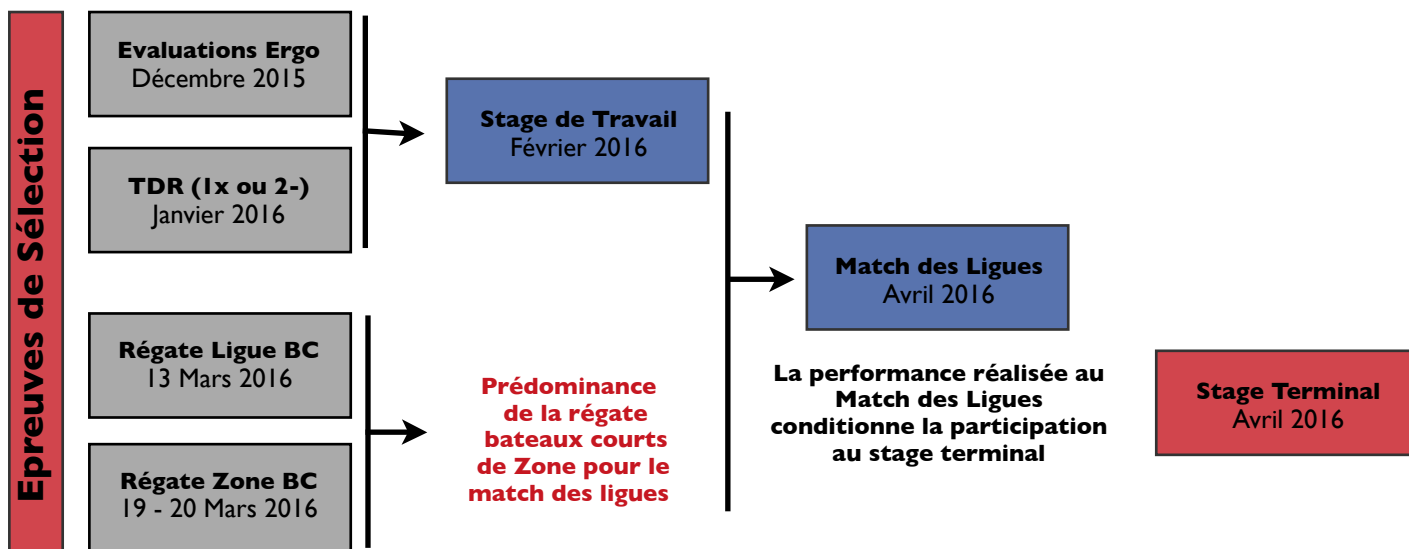 Epreuves de Sélection
Evaluations Ergo
Décembre 2015
TDR (1x ou 2-)
Janvier 2016
Stage de Travail
Février 2016
Régate Ligue BC
13 Mars 2016
Régate Zone BC
19 - 20 Mars 2016
Prédominance
de la régate
bateaux courts
de Zone pour le
match des ligues
Match des Ligues
Avril 2016
La performance réalisée au
Match des Ligues
conditionne la participation
au stage terminal
Stage Terminal
Avril 2016